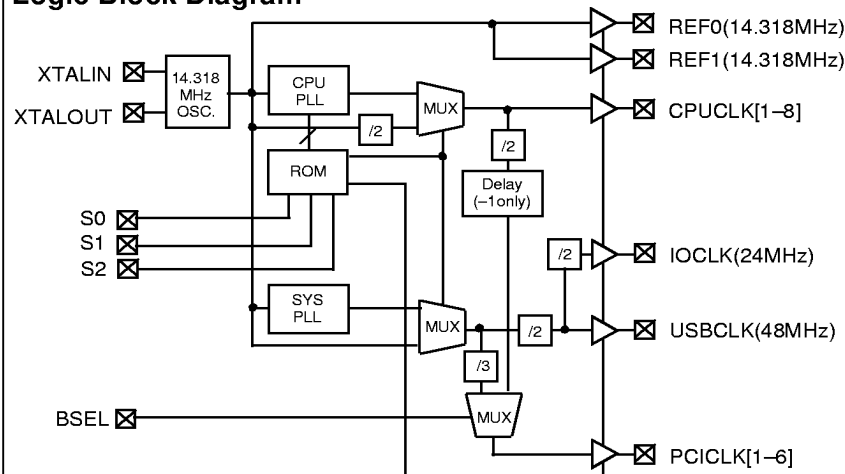 Logic Block Diagram
REF0(14.318MHz)
REF1(14.318MHz)
XTALIN
XTALOUT
14.318
MHz
OSC.
CPU
PLL
MUX
CPUCLK[1–8]
/2
/2
ROM
Delay
(–1only)
S0
S1
S2
/2
IOCLK(24MHz)
SYS
PLL
MUX
/2
USBCLK(48MHz)
/3
BSEL
MUX
PCICLK[1–6]